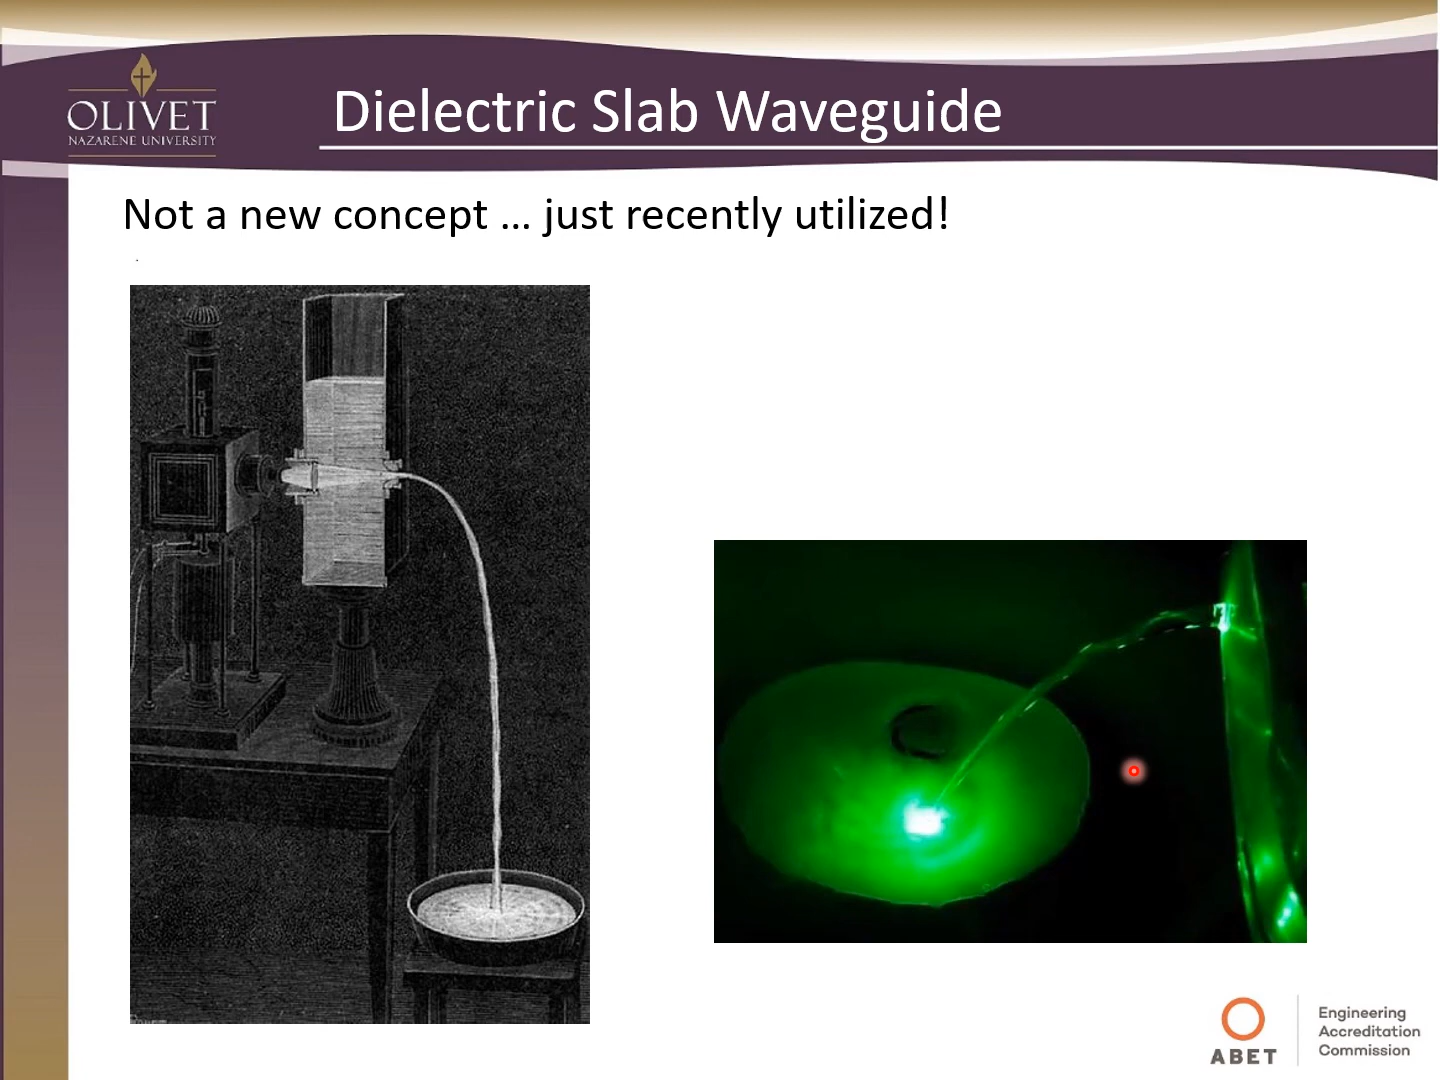 OLIVET
NAZARENE UNIVERSITY
Dielectric Slab Waveguide
Not a new concept … just recently utilized!
ABET
Engineering
Accreditation
Commission